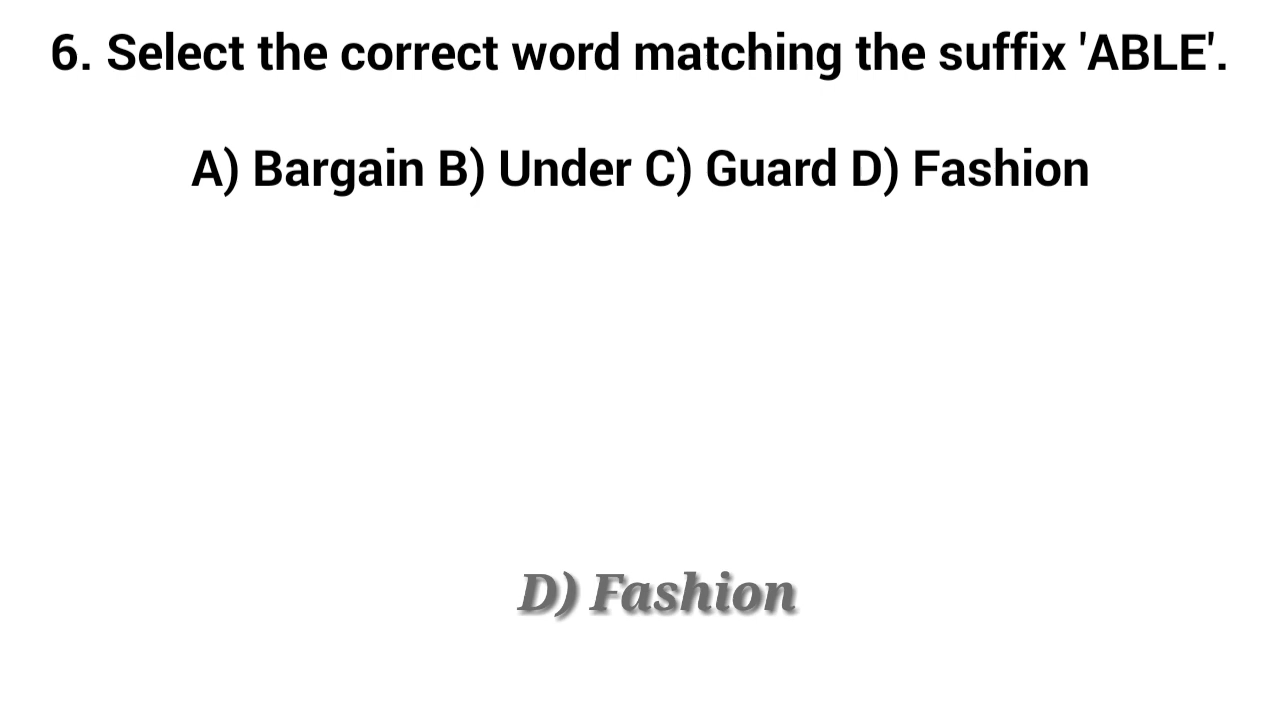 6. Select the correct word matching the suffix 'ABLE'.
A) Bargain B) Under C) Guard D) Fashion
D) Fashion